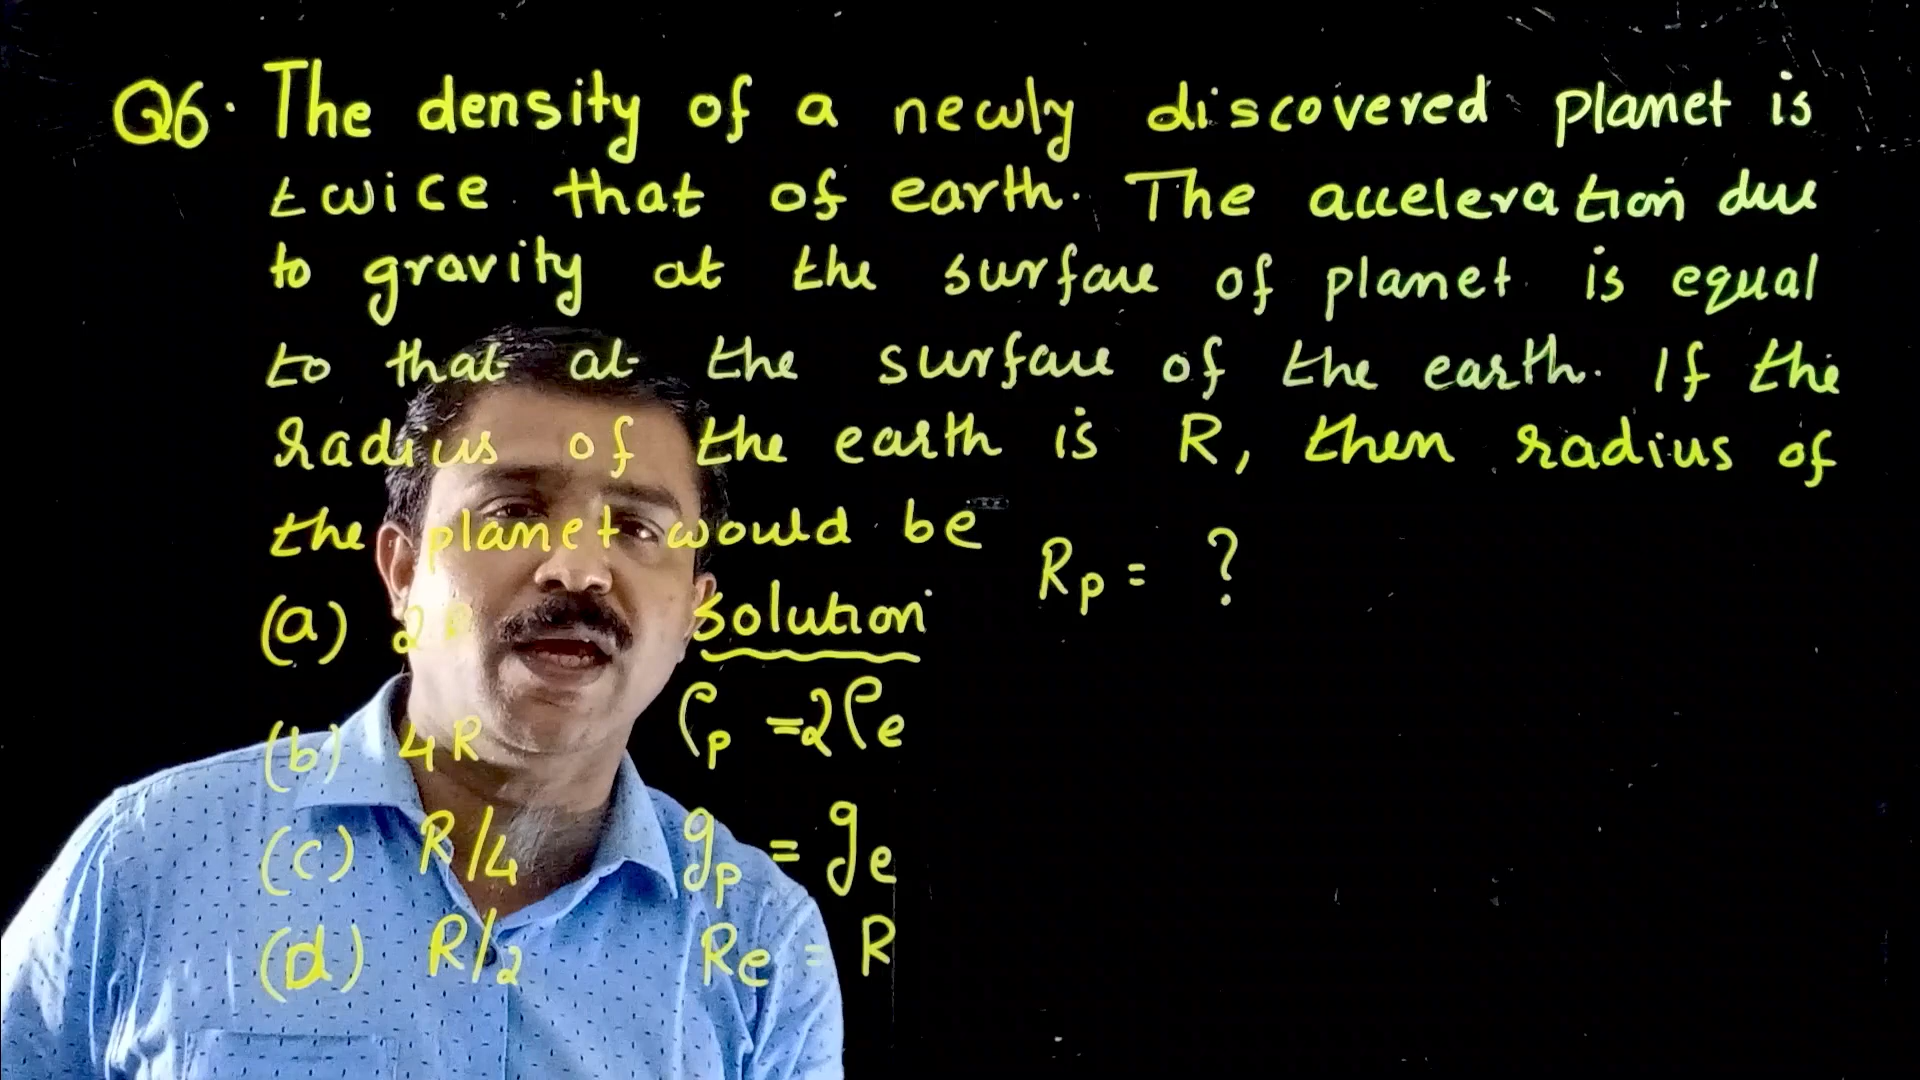 Q6. The density of a newly discovered planet is
twice that of earth. The acceleration due
to gravity at the surface of planet is equal
to that at the surface of the earth. If the
radius of the earth is R, then radius of
the planet would be
Rp = ?
(a) 2R
solution
ρp = 2ρe
(b) 4R
(c) R/4
gp = ge
(d) R/2
Re = R